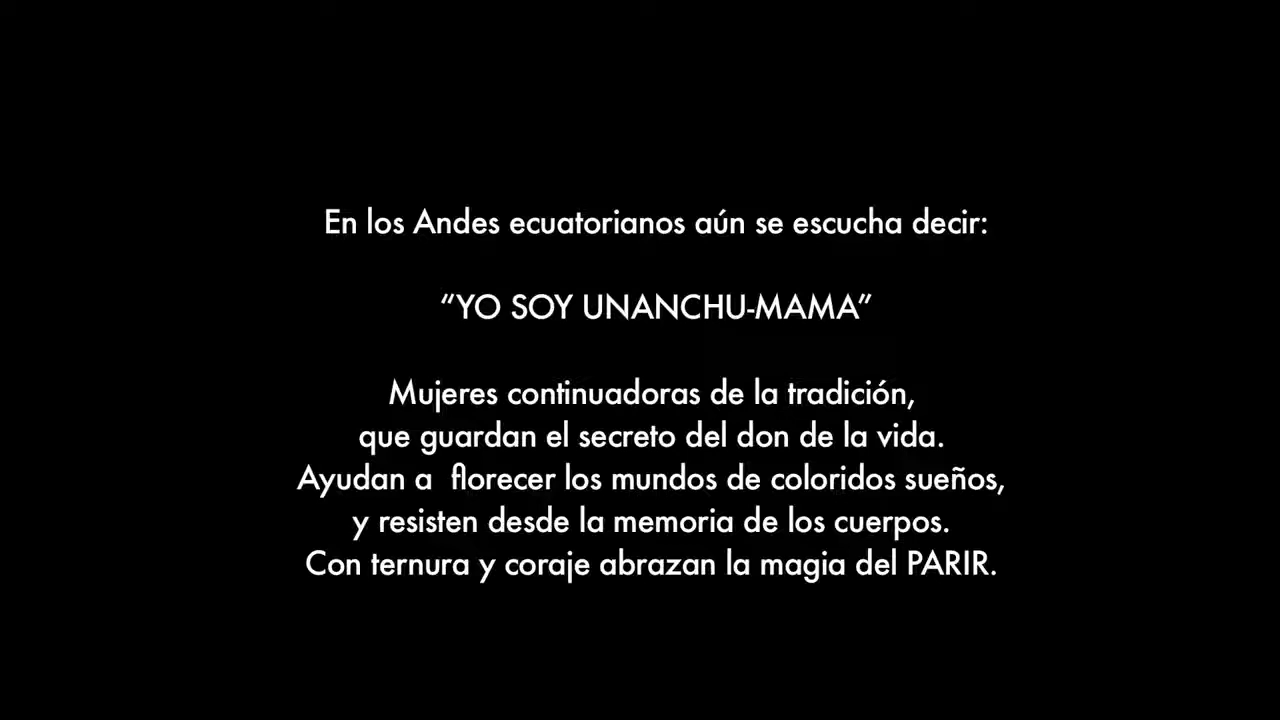 En los Andes ecuatorianos aún se escucha decir:
“YO SOY UNANCHU-MAMA”
Mujeres continuadoras de la tradición,
que guardan el secreto del don de la vida.
Ayudan a  florecer los mundos de coloridos sueños,
y resisten desde la memoria de los cuerpos.
Con ternura y coraje abrazan la magia del PARIR.